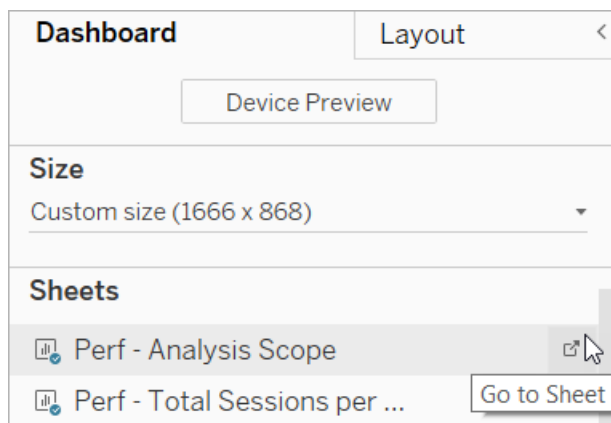 Dashboard
Layout
Device Preview
Size
Custom size (1666 x 868)
Sheets
Perf - Analysis Scope
Go to Sheet
Perf - Total Sessions per ...